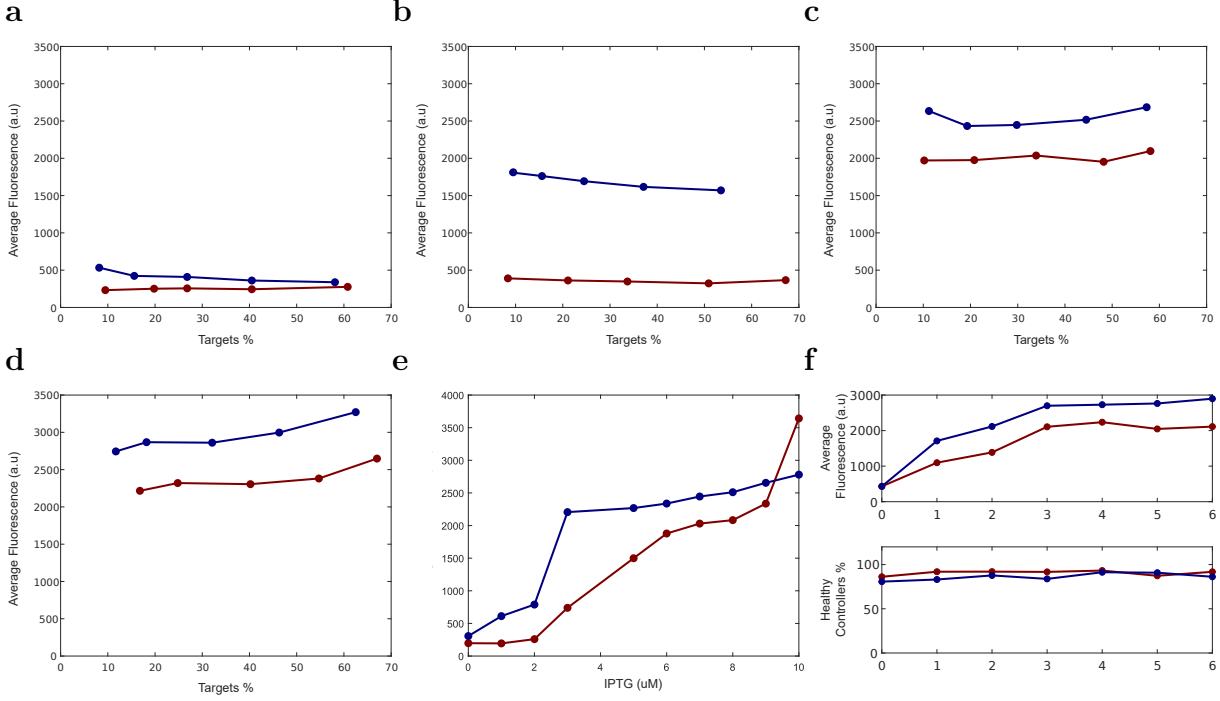 a
b
c
3500
3000
2500
2000
1500
1000
500
0
0 10 20 30 40 50 60 70
Average Fluorescence (a.u)
Targets %
3500
3000
2500
2000
1500
1000
500
0
0 10 20 30 40 50 60 70
Average Fluorescence (a.u)
Targets %
3500
3000
2500
2000
1500
1000
500
0
0 10 20 30 40 50 60 70
Average Fluorescence (a.u)
Targets %
d
e
f
3500
3000
2500
2000
1500
1000
500
0
0 10 20 30 40 50 60 70
Average Fluorescence (a.u)
Targets %
4000
3500
3000
2500
2000
1500
1000
500
0
0 2 4 6 8 10
IPTG (uM)
3000
2000
1000
0
0 1 2 3 4 5 6
Average
Fluorescence (a.u)
100
50
0
0 1 2 3 4 5 6
Healthy
Controllers %